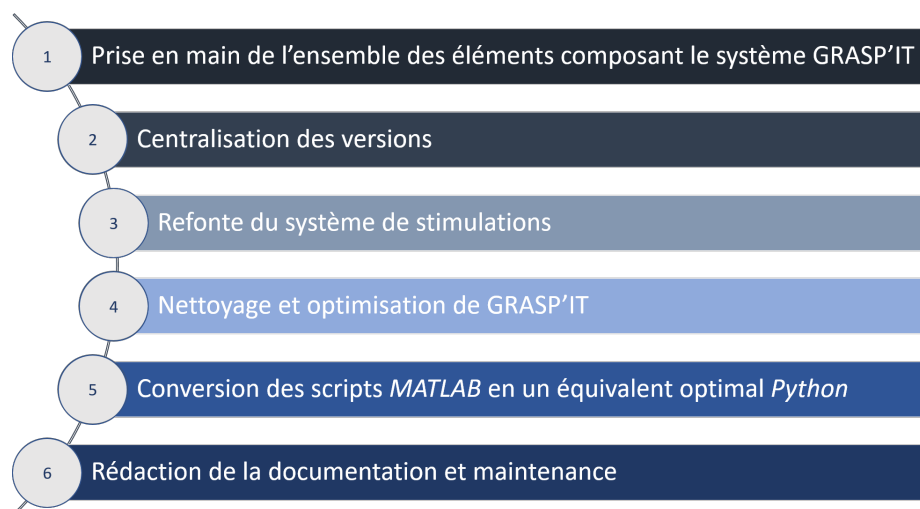 1 Prise en main de l’ensemble des éléments composant le système GRASP’IT
2 Centralisation des versions
3 Refonte du système de stimulations
4 Nettoyage et optimisation de GRASP’IT
5 Conversion des scripts MATLAB en un équivalent optimal Python
6 Rédaction de la documentation et maintenance